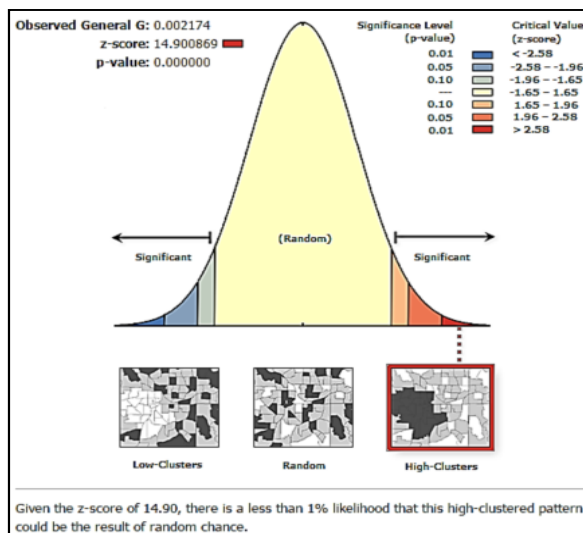 Observed General G: 0.002174
z-score: 14.900869
p-value: 0.000000
Significance Level
(p-value)
0.01
0.05
0.10
---
0.10
0.05
0.01
Critical Value
(z-score)
< -2.58
-2.58 – -1.96
-1.96 – -1.65
-1.65 – 1.65
1.65 – 1.96
1.96 – 2.58
> 2.58
Significant
(Random)
Significant
Low-Clusters
Random
High-Clusters
Given the z-score of 14.90, there is a less than 1% likelihood that this high-clustered pattern
could be the result of random chance.